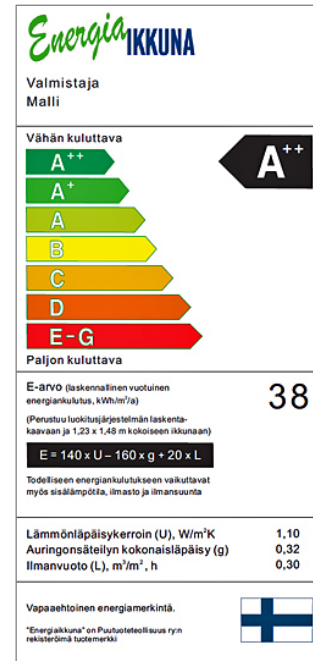 Energia IKKUNA
Valmistaja
Malli
Vähän kuluttava
A++
A++
A+
A
B
C
D
E-G
Paljon kuluttava
E-arvo (laskennallinen vuotuinen
energiankulutus, kWh/m²/a)
38
(Perustuu luokitusjärjestelmän laskenta-
kaavaan ja 1,23 x 1,48 m kokoiseen ikkunaan)
E = 140 x U – 160 x g + 20 x L
Todelliseen energiankulutukseen vaikuttavat
myös sisälämpötila, ilmasto ja ilmansuunta
Lämmönläpäisykerroin (U), W/m²K 1,10
Auringonsäteilyn kokonaisläpäisy (g) 0,32
Ilmanvuoto (L), m³/m², h 0,30
Vapaaehtoinen energiamerkintä.
"Energiaikkuna" on Puutuoteteollisuus ry:n
rekisteröimä tuotemerkki